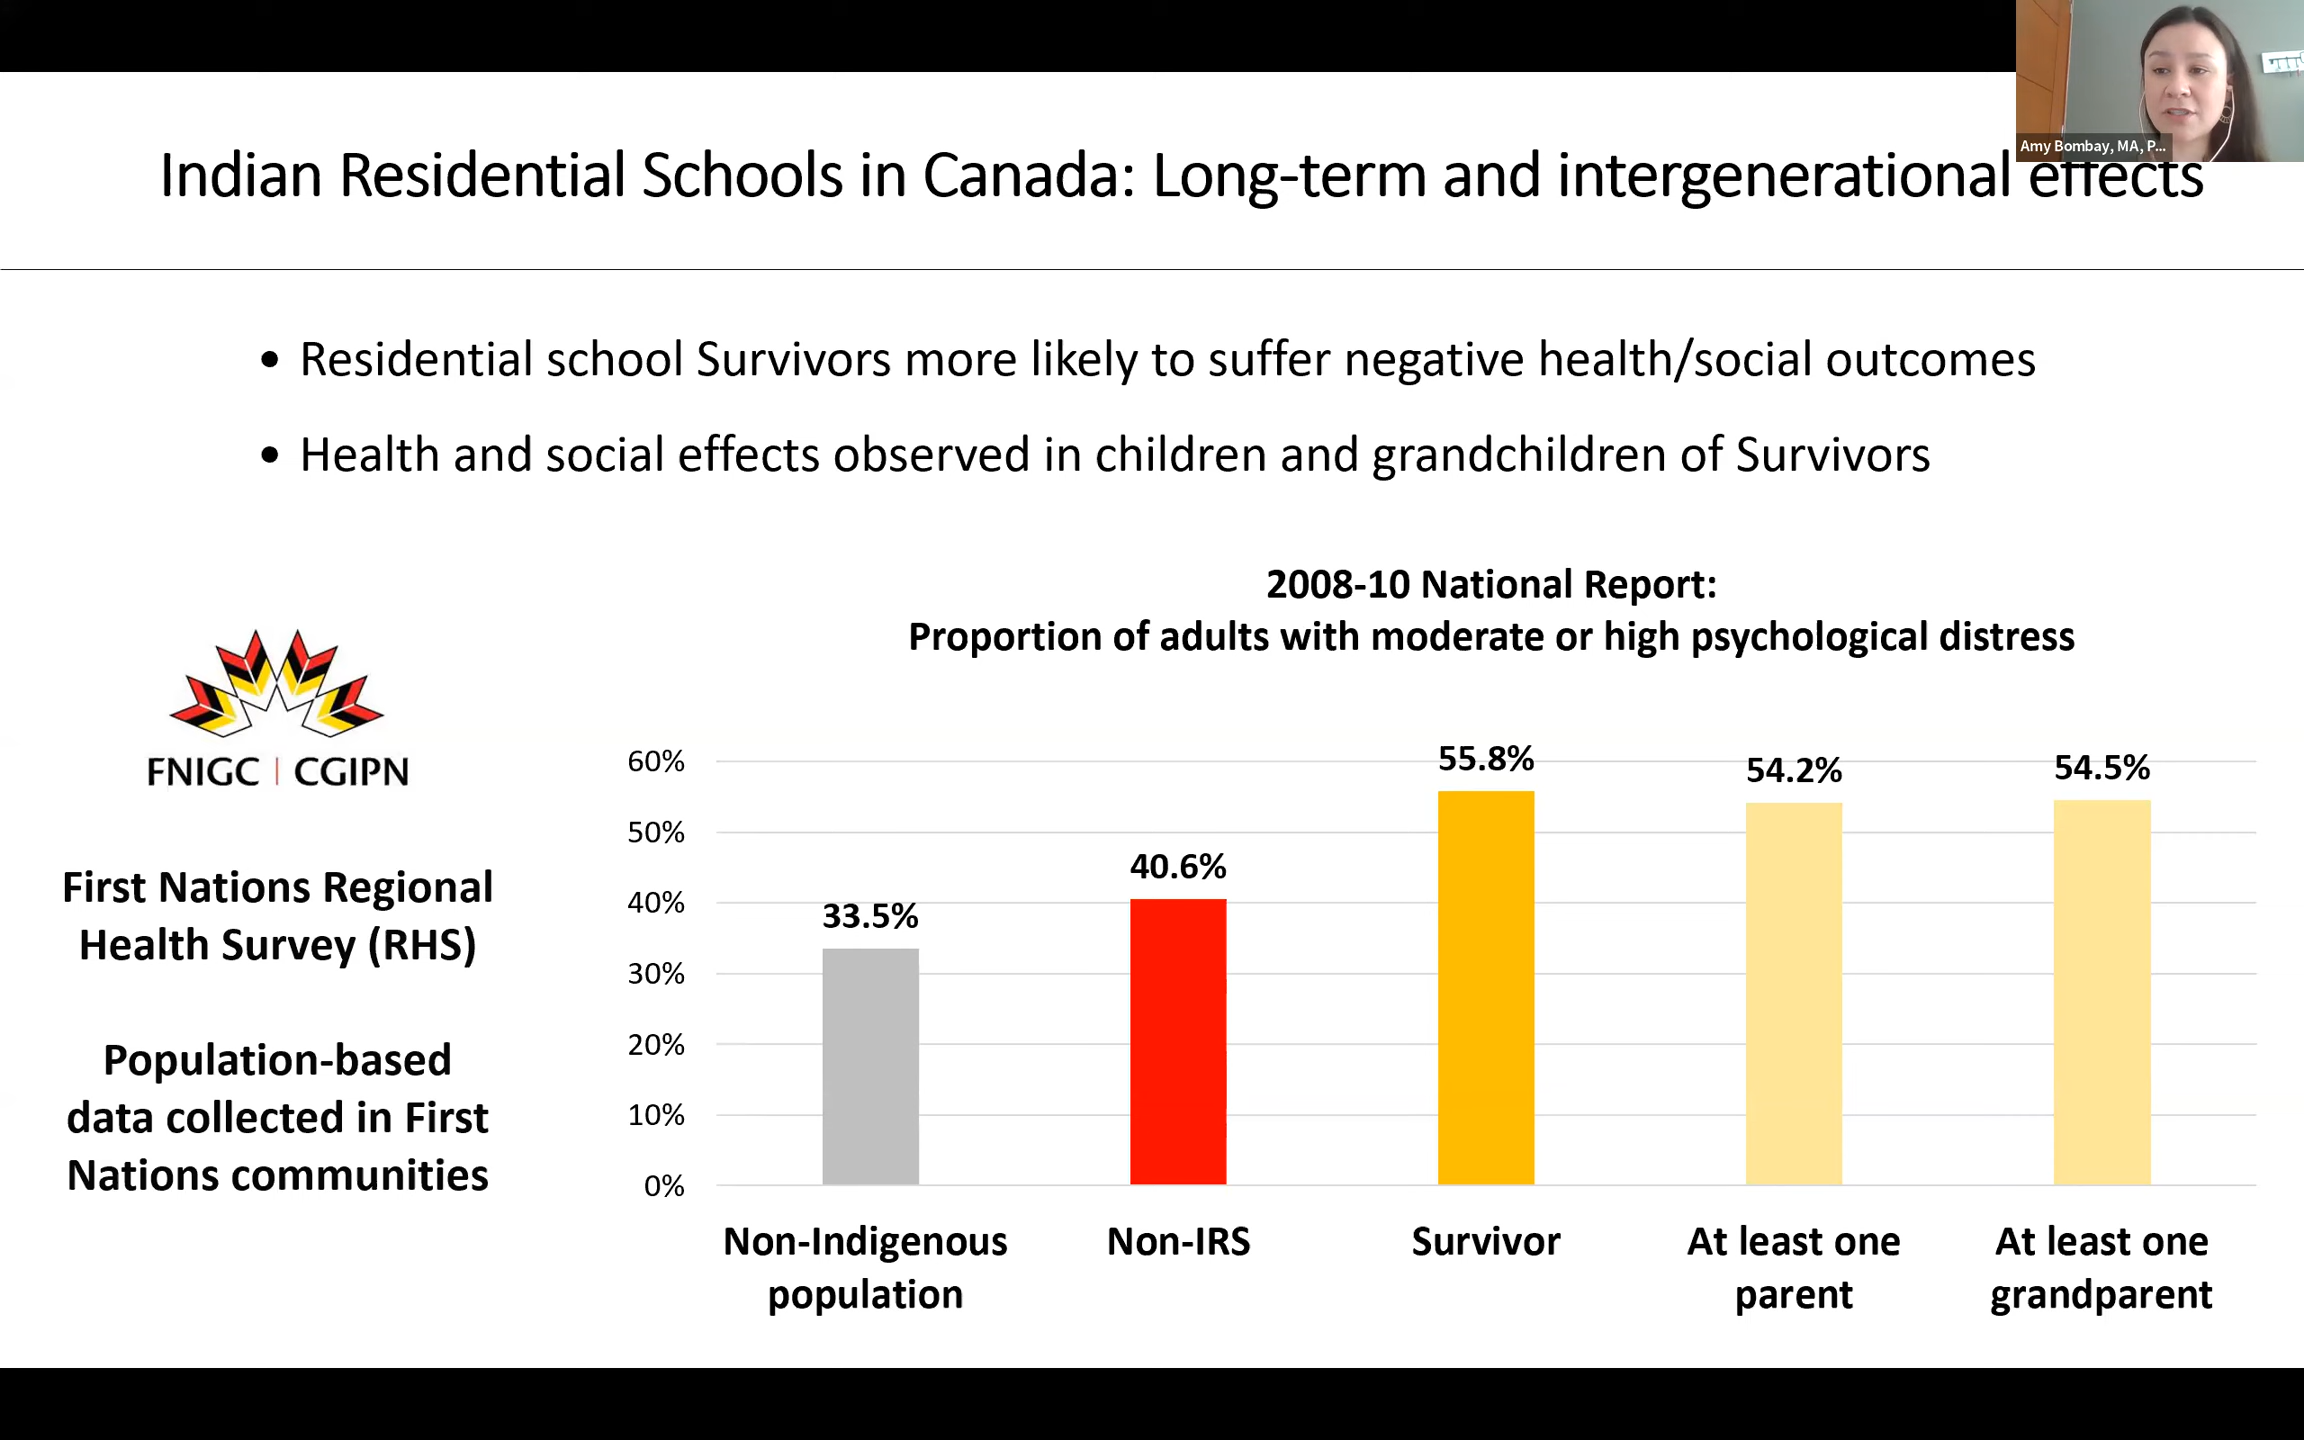 Amy Bombay, MA, P...
Indian Residential Schools in Canada: Long-term and intergenerational effects
• Residential school Survivors more likely to suffer negative health/social outcomes
• Health and social effects observed in children and grandchildren of Survivors
FNIGC | CGIPN
First Nations Regional
Health Survey (RHS)
Population-based
data collected in First
Nations communities
2008-10 National Report:
Proportion of adults with moderate or high psychological distress
60%
50%
40%
30%
20%
10%
0%
33.5%
40.6%
55.8%
54.2%
54.5%
Non-Indigenous
population
Non-IRS
Survivor
At least one
parent
At least one
grandparent